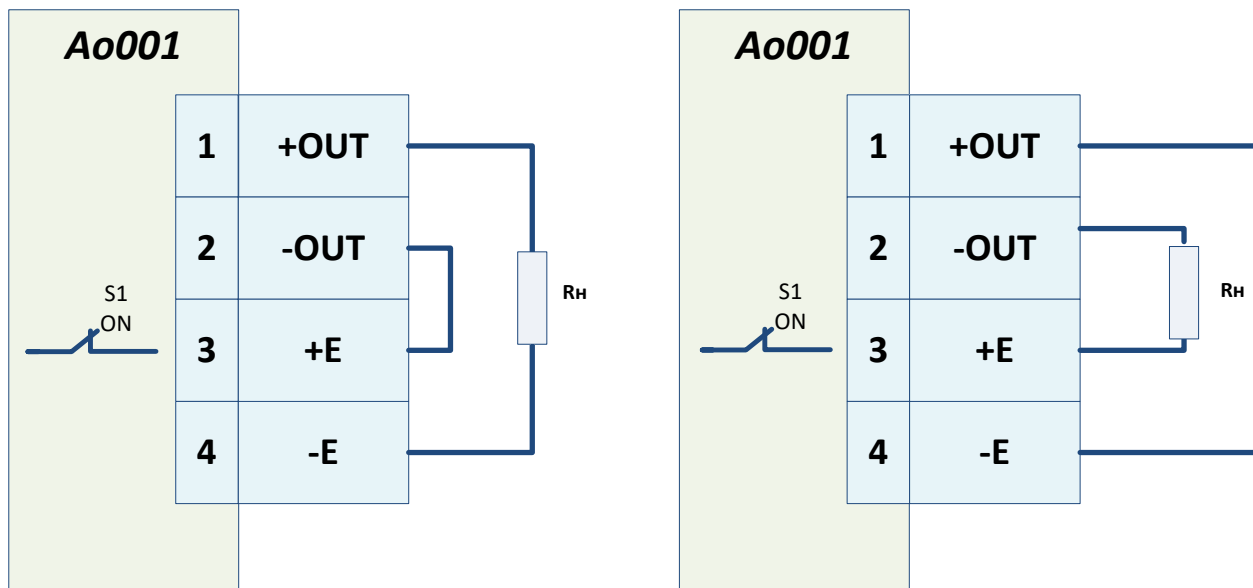 Ao001
1 +OUT
2 -OUT
3 +E
4 -E
S1
ON
Rн
Ao001
1 +OUT
2 -OUT
3 +E
4 -E
S1
ON
Rн